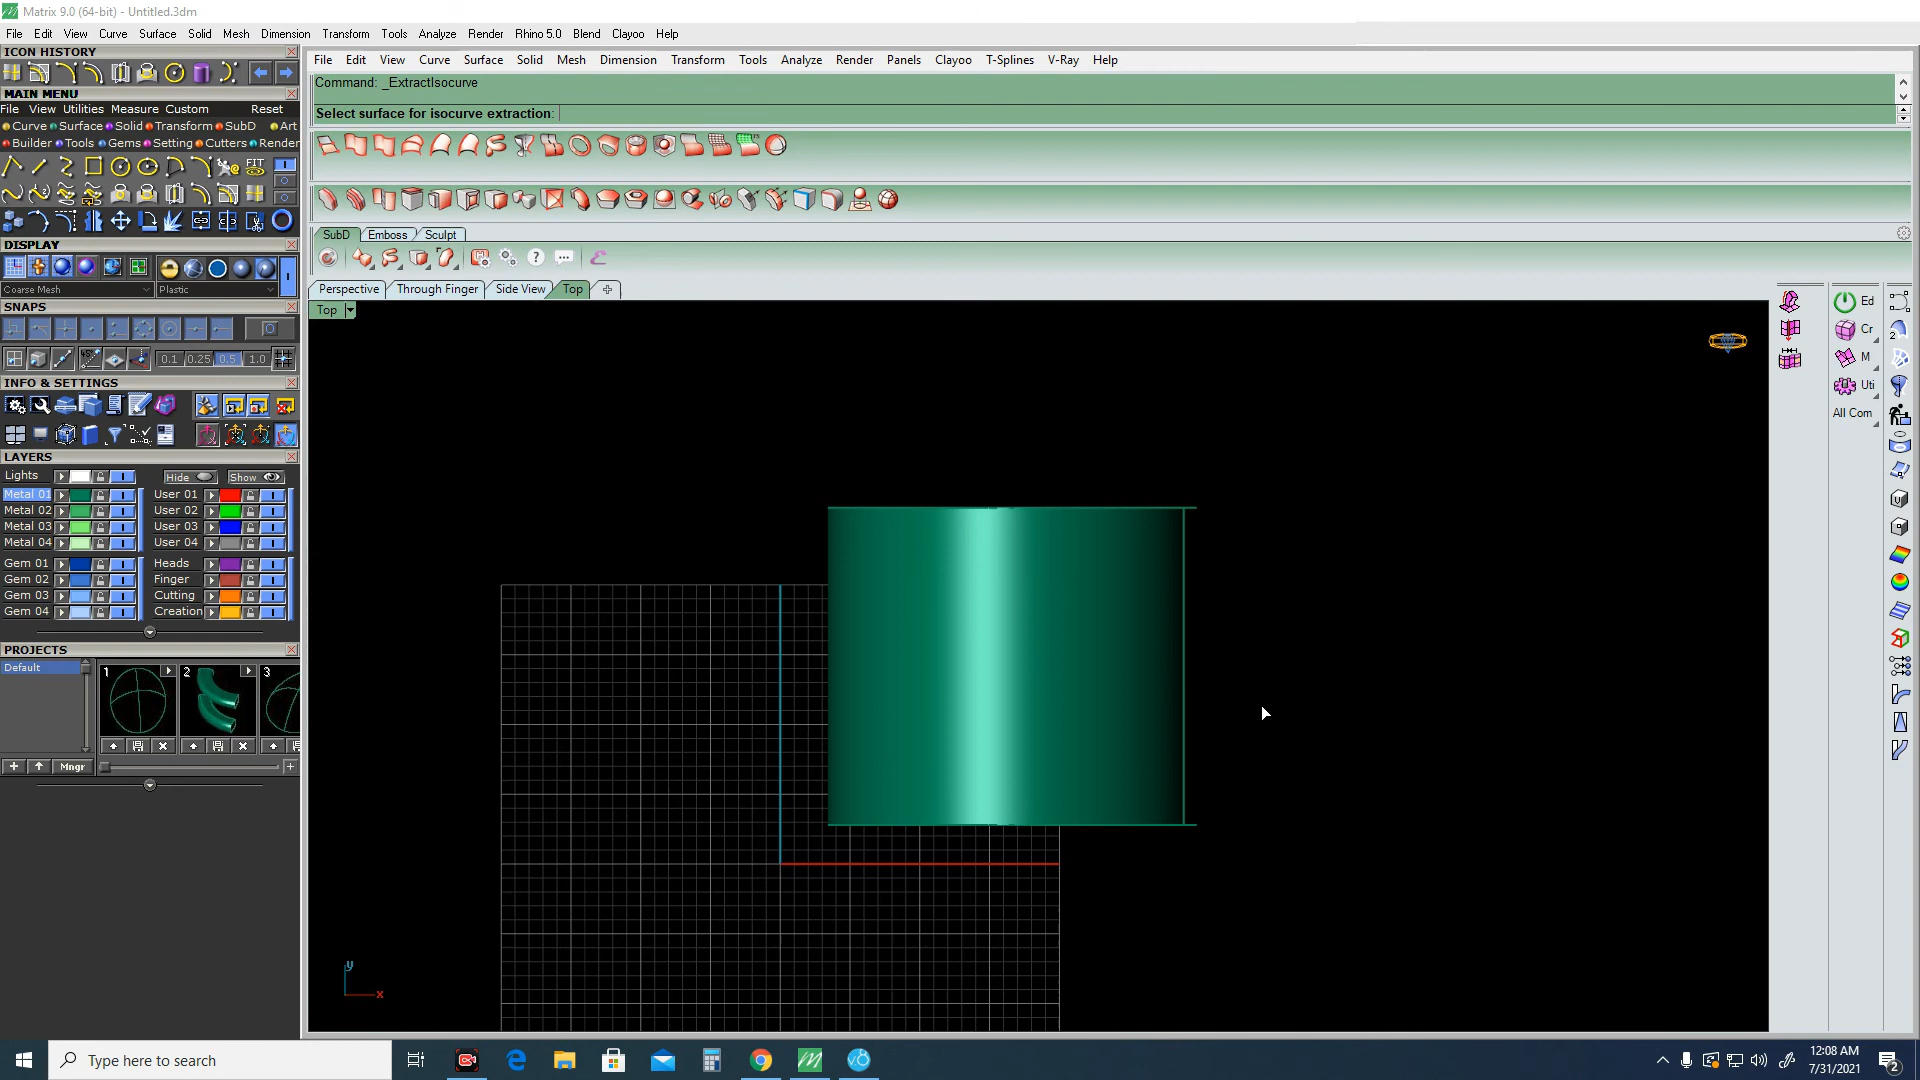 Matrix 9.0 (64-bit) - Untitled.3dm
File Edit View Curve Surface Solid Mesh Dimension Transform Tools Analyze Render Rhino 5.0 Blend Clayoo Help
ICON HISTORY
MAIN MENU
File View Utilities Measure Custom Reset
Curve Surface Solid Transform SubD Art
Builder Tools Gems Setting Cutters Render
FIT
DISPLAY
Coarse Mesh
Plastic
SNAPS
0.1 0.25 0.5 1.0
INFO & SETTINGS
LAYERS
Lights Hide Show
Metal 01 User 01
Metal 02 User 02
Metal 03 User 03
Metal 04 User 04
Gem 01 Heads
Gem 02 Finger
Gem 03 Cutting
Gem 04 Creation
PROJECTS
Default
1
2
3
Mngr
File Edit View Curve Surface Solid Mesh Dimension Transform Tools Analyze Render Panels Clayoo T-Splines V-Ray Help
Command: _ExtractIsocurve
Select surface for isocurve extraction:
SubD Emboss Sculpt
Perspective Through Finger Side View Top
Top
y
x
Ed
Cr
M
Uti
All Com
2
Type here to search
12:08 AM
7/31/2021
2